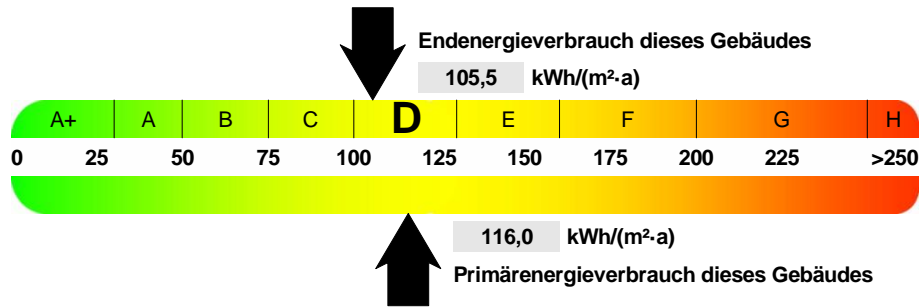 Endenergieverbrauch dieses Gebäudes
105,5 kWh/(m²·a)
A+ A B C D E F G H
0 25 50 75 100 125 150 175 200 225 >250
116,0 kWh/(m²·a)
Primärenergieverbrauch dieses Gebäudes